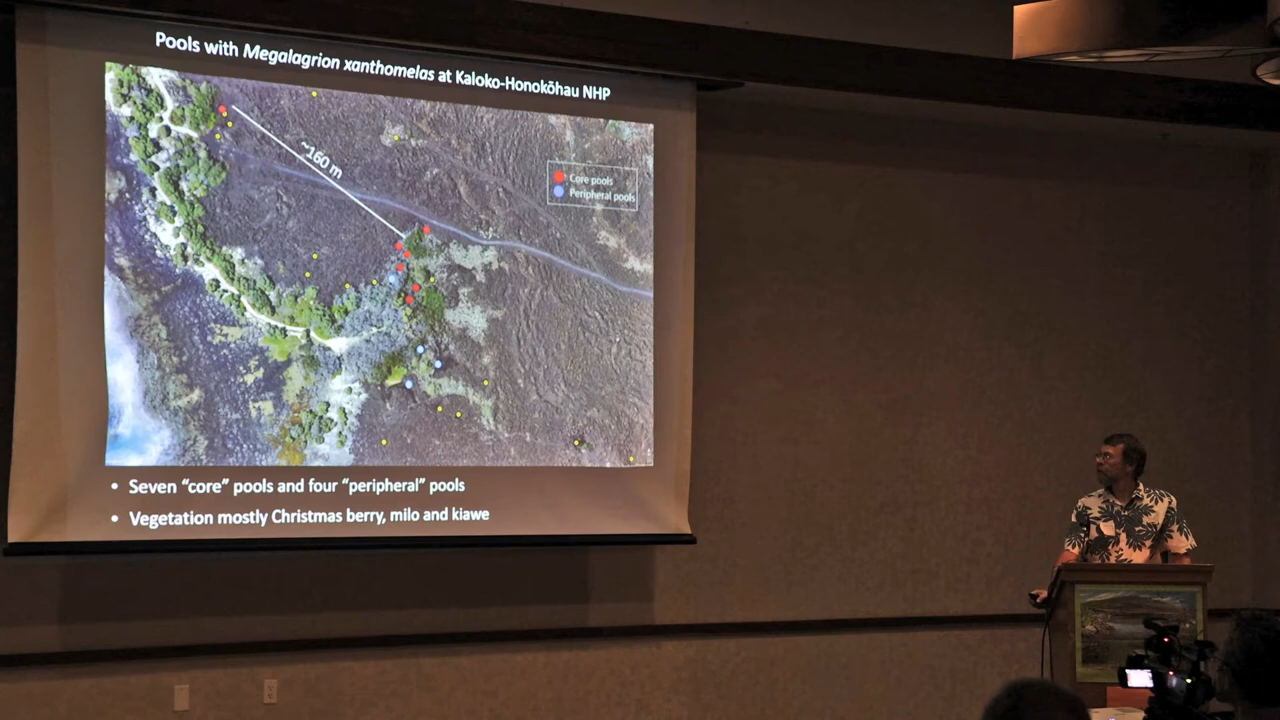 Pools with Megalagrion xanthomelas at Kaloko-Honokōhau NHP
~160 m
Core pools
Peripheral pools
• Seven “core” pools and four “peripheral” pools
• Vegetation mostly Christmas berry, milo and kiawe